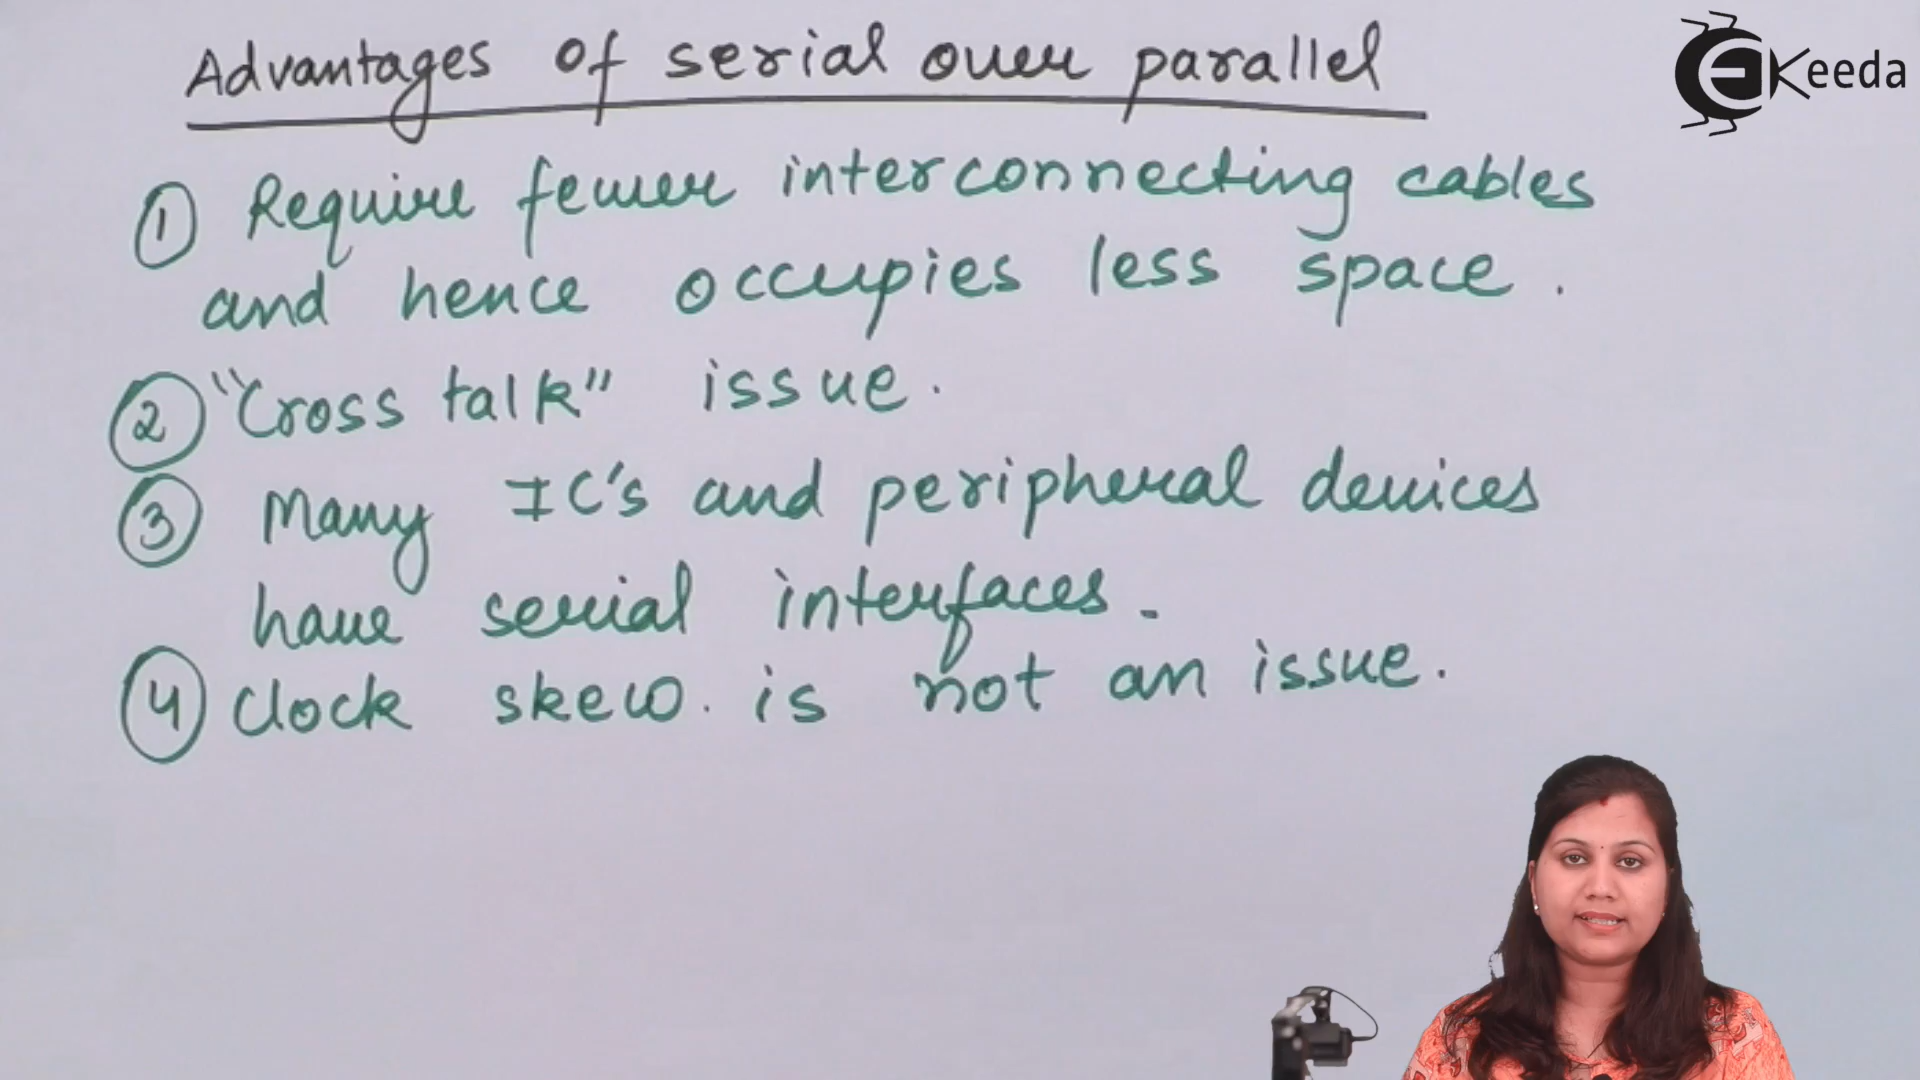 Advantages of serial over parallel
EKeeda
① Require fewer interconnecting cables
and hence occupies less space.
② "Cross talk" issue.
③ Many IC's and peripheral devices
have serial interfaces.
④ Clock skew. is not an issue.